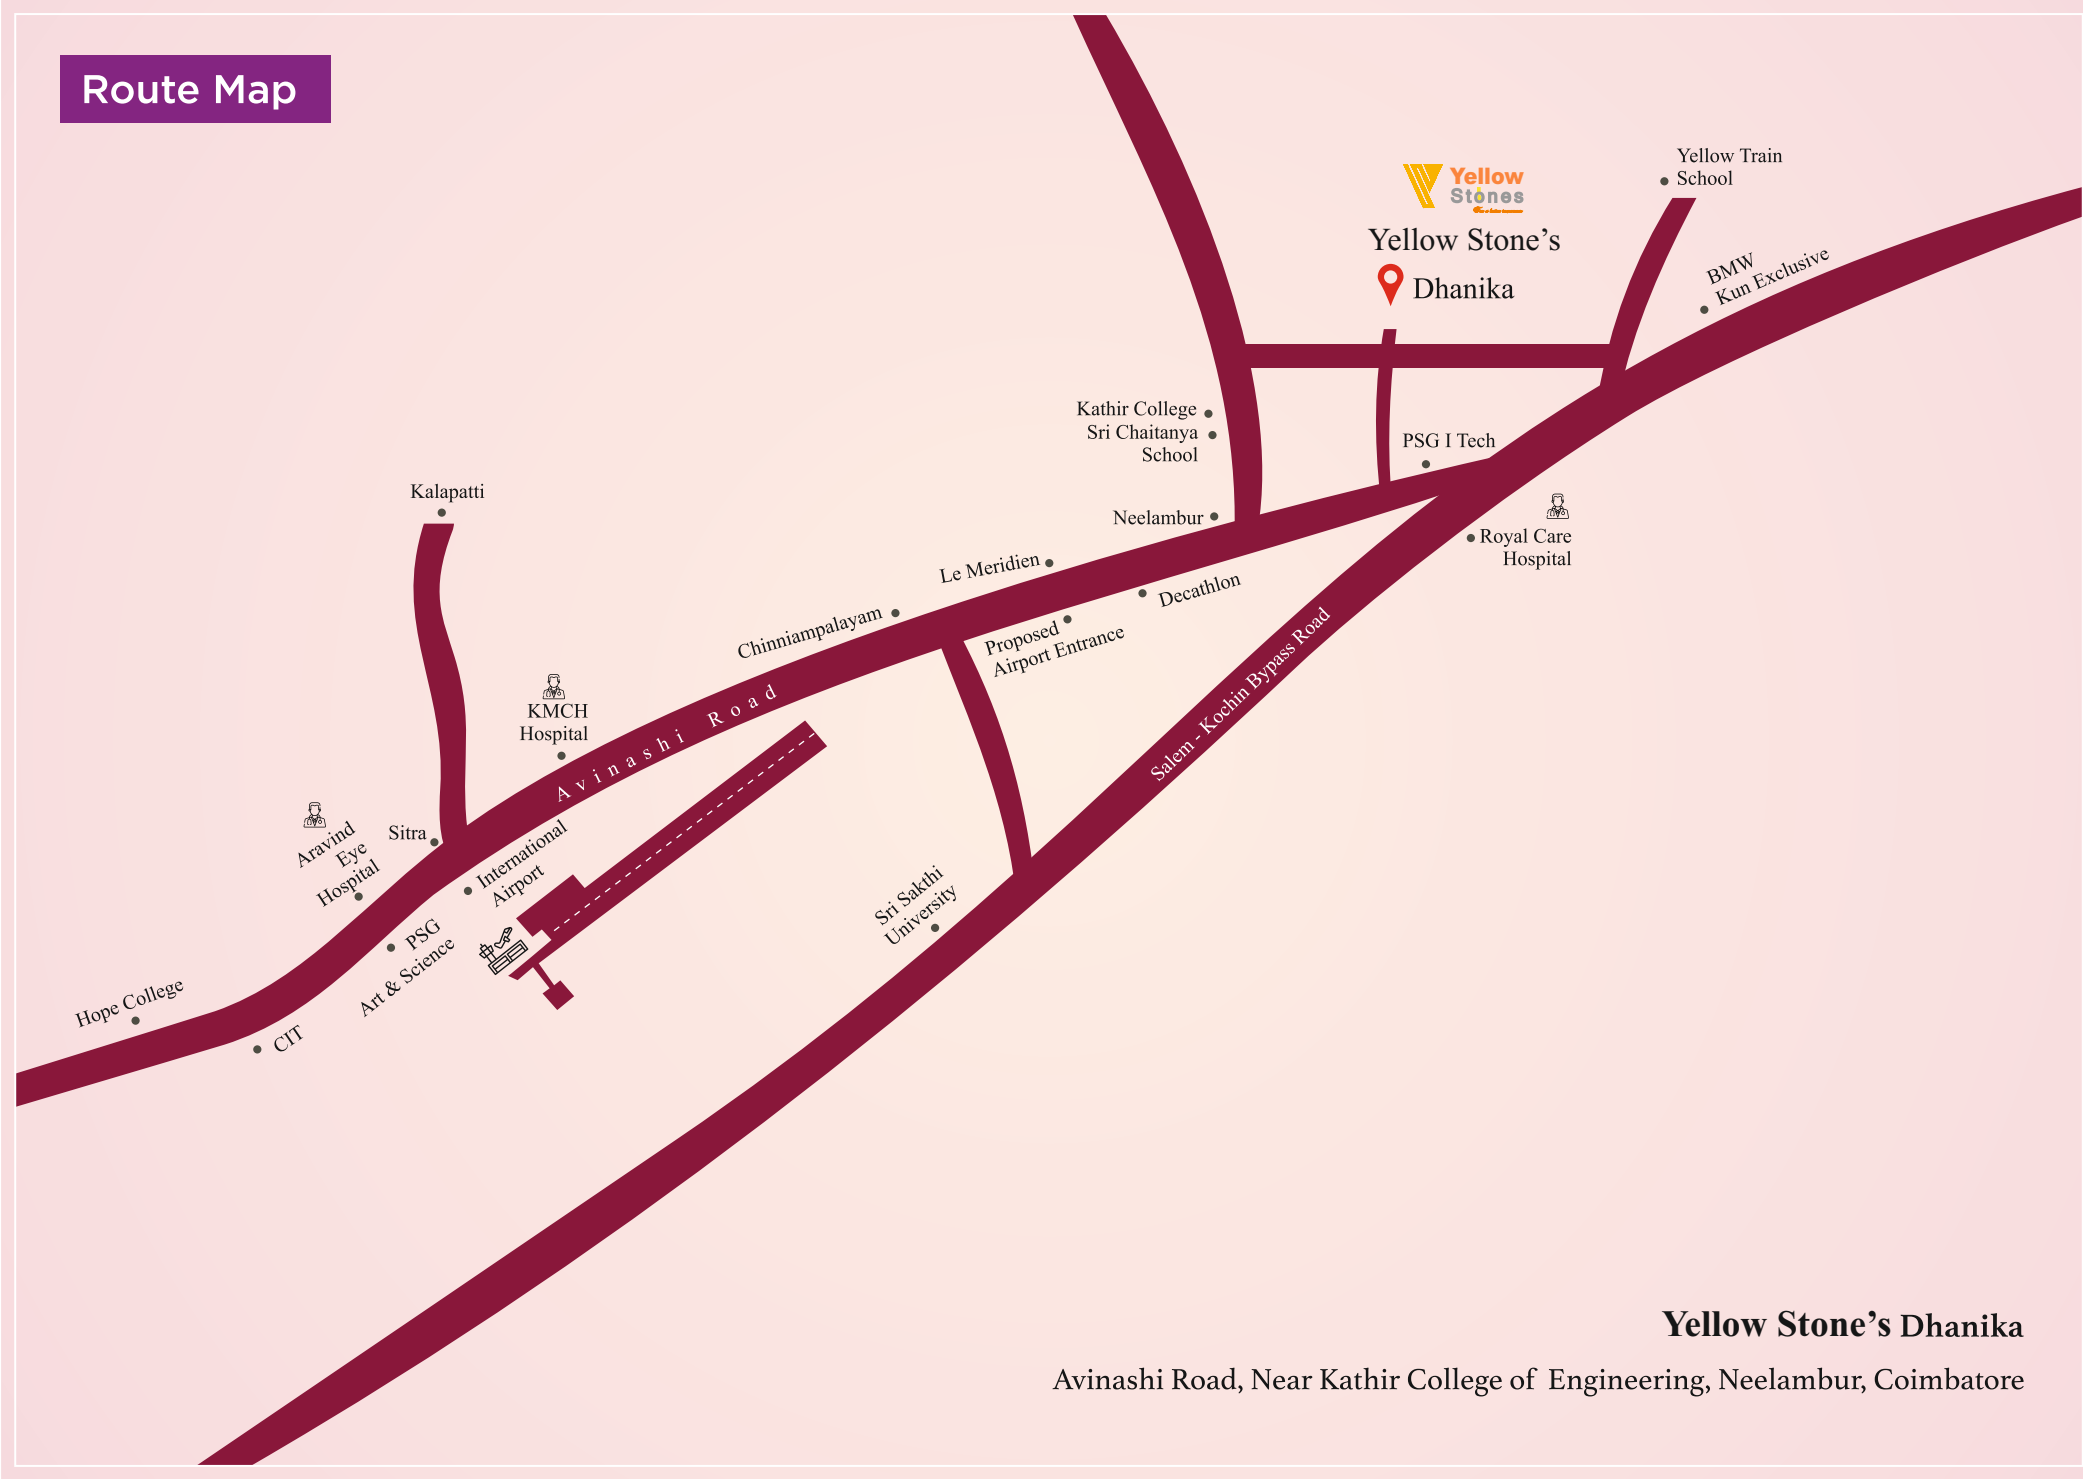 Route Map
Yellow
Stones
Yellow Stone’s
Dhanika
Yellow Train
School
BMW
Kun Exclusive
Kathir College
Sri Chaitanya
School
PSG I Tech
Neelambur
Royal Care
Hospital
Kalapatti
Le Meridien
Decathlon
Chinniampalayam
Proposed
Airport Entrance
Salem - Kochin Bypass Road
KMCH
Hospital
Avinashi Road
Aravind
Eye
Hospital
Sitra
International
Airport
Sri Sakthi
University
PSG
Art & Science
Hope College
CIT
Yellow Stone’s Dhanika
Avinashi Road, Near Kathir College of Engineering, Neelambur, Coimbatore